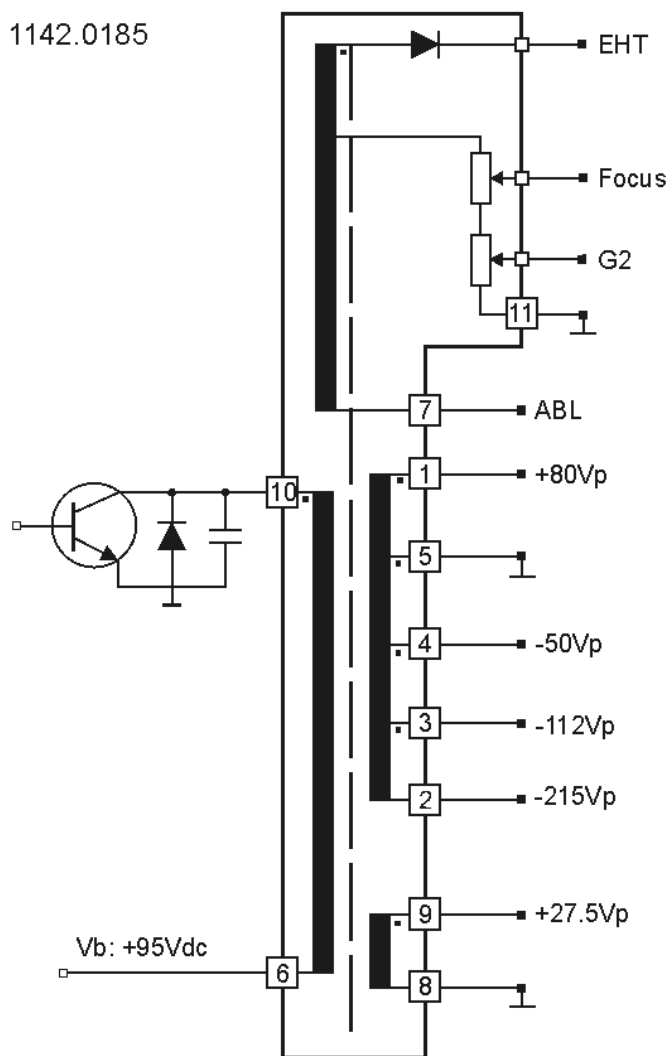 1142.0185
EHT
Focus
G2
11
7 ABL
1 +80Vp
10
5
4 -50Vp
3 -112Vp
2 -215Vp
9 +27.5Vp
Vb: +95Vdc
6
8